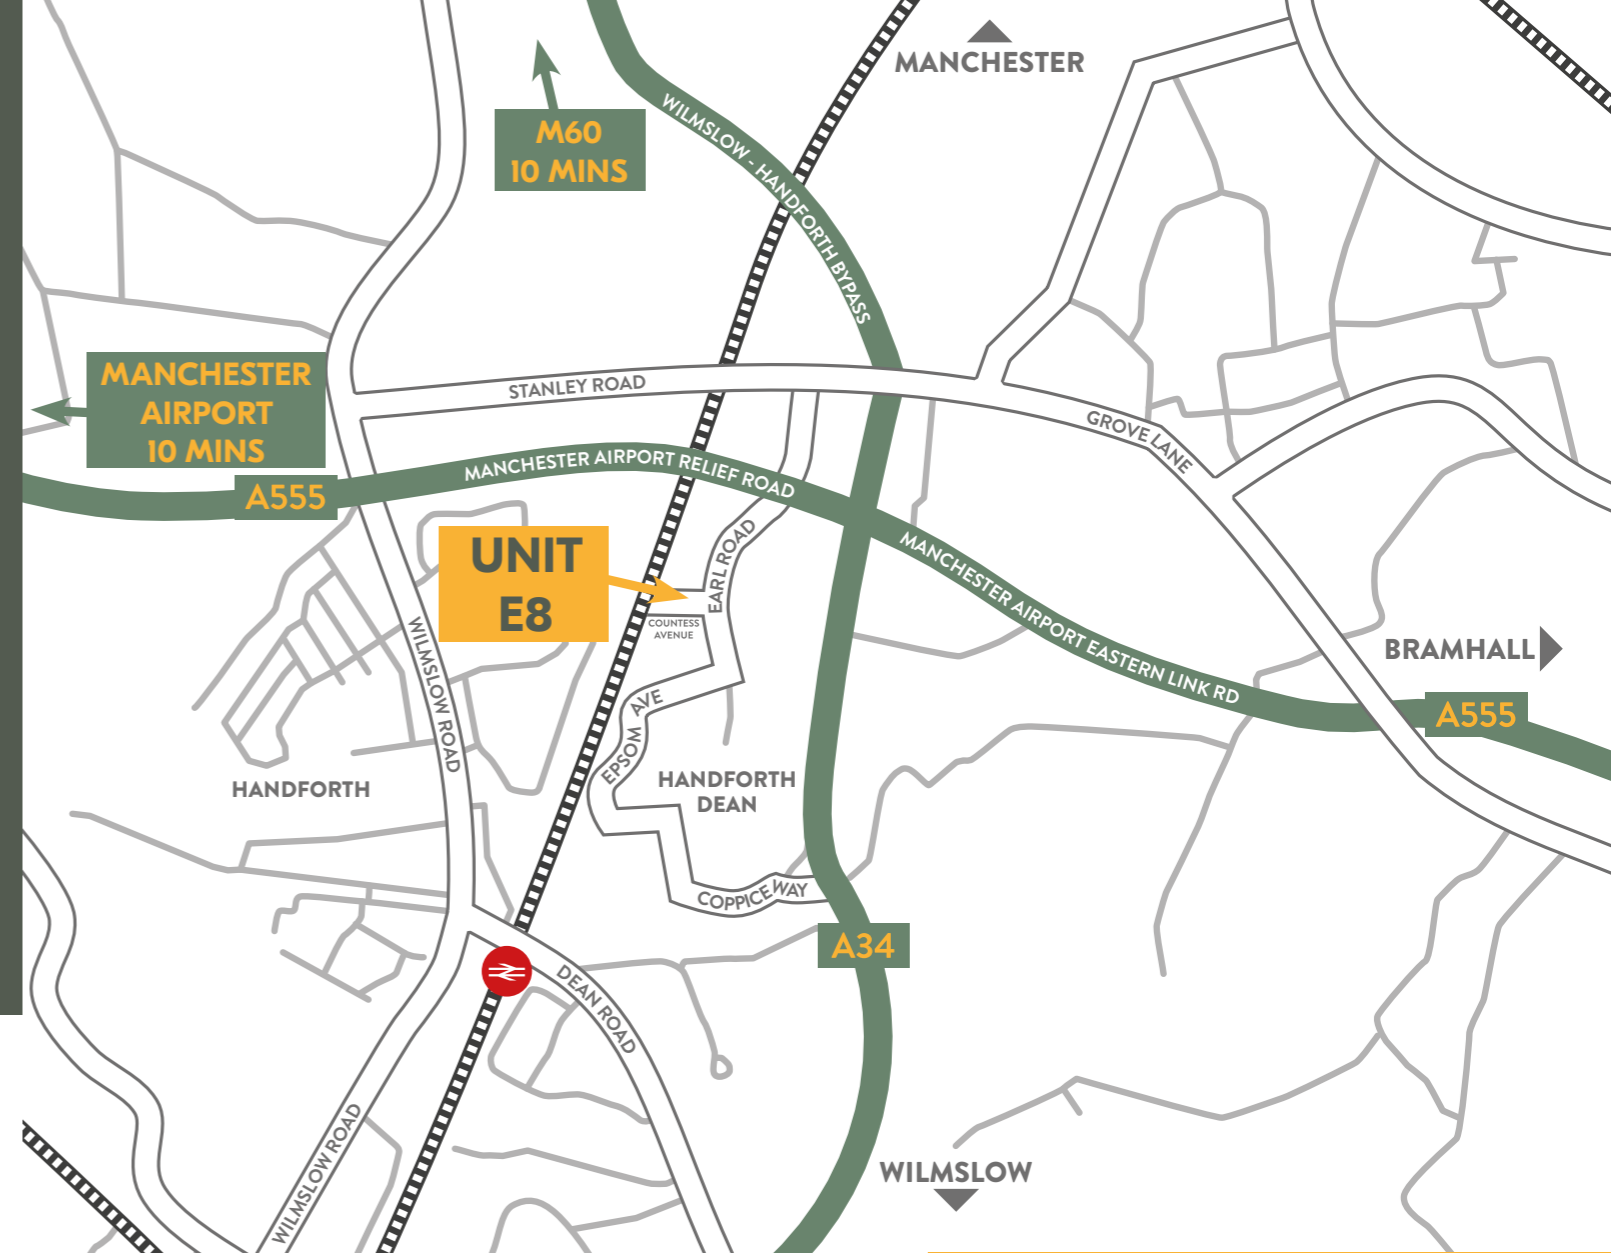 MANCHESTER
WILMSLOW - HANDFORTH BYPASS
M60
10 MINS
MANCHESTER
AIRPORT
10 MINS
STANLEY ROAD
GROVE LANE
MANCHESTER AIRPORT RELIEF ROAD
A555
UNIT
E8
EARL ROAD
MANCHESTER AIRPORT EASTERN LINK RD
COUNTESS
AVENUE
WILMSLOW ROAD
BRAMHALL
A555
EPSOM AVE
HANDFORTH
HANDFORTH
DEAN
COPPICE WAY
A34
DEAN ROAD
WILMSLOW ROAD
WILMSLOW